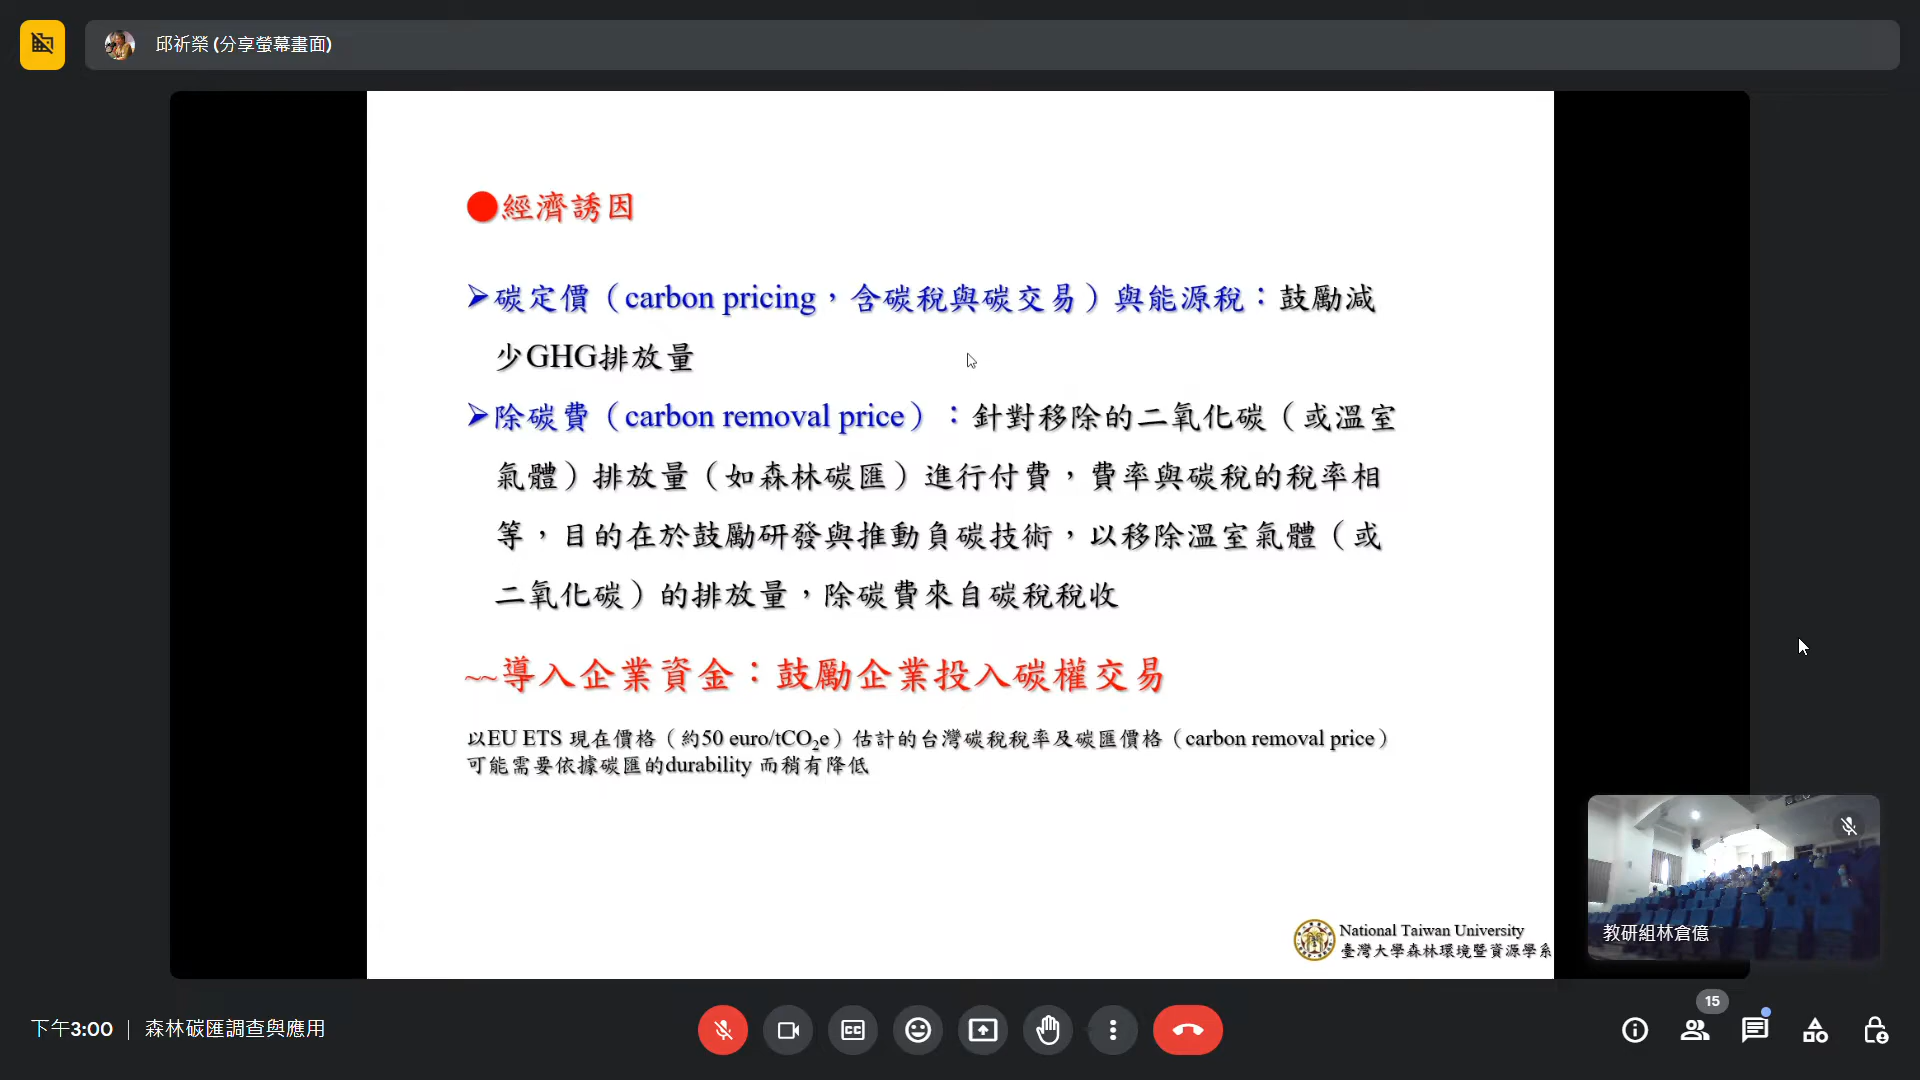 邱祈榮 (分享螢幕畫面)
●經濟誘因
➢碳定價（carbon pricing，含碳稅與碳交易）與能源稅：鼓勵減
少GHG排放量
➢除碳費（carbon removal price）：針對移除的二氧化碳（或溫室
氣體）排放量（如森林碳匯）進行付費，費率與碳稅的稅率相
等，目的在於鼓勵研發與推動負碳技術，以移除溫室氣體（或
二氧化碳）的排放量，除碳費來自碳稅稅收
~~導入企業資金：鼓勵企業投入碳權交易
以EU ETS 現在價格（約50 euro/tCO₂e）估計的台灣碳稅稅率及碳匯價格（carbon removal price）
可能需要依據碳匯的durability 而稍有降低
National Taiwan University
臺灣大學森林環境暨資源學系
教研組林倉億
15
下午3:00 | 森林碳匯調查與應用